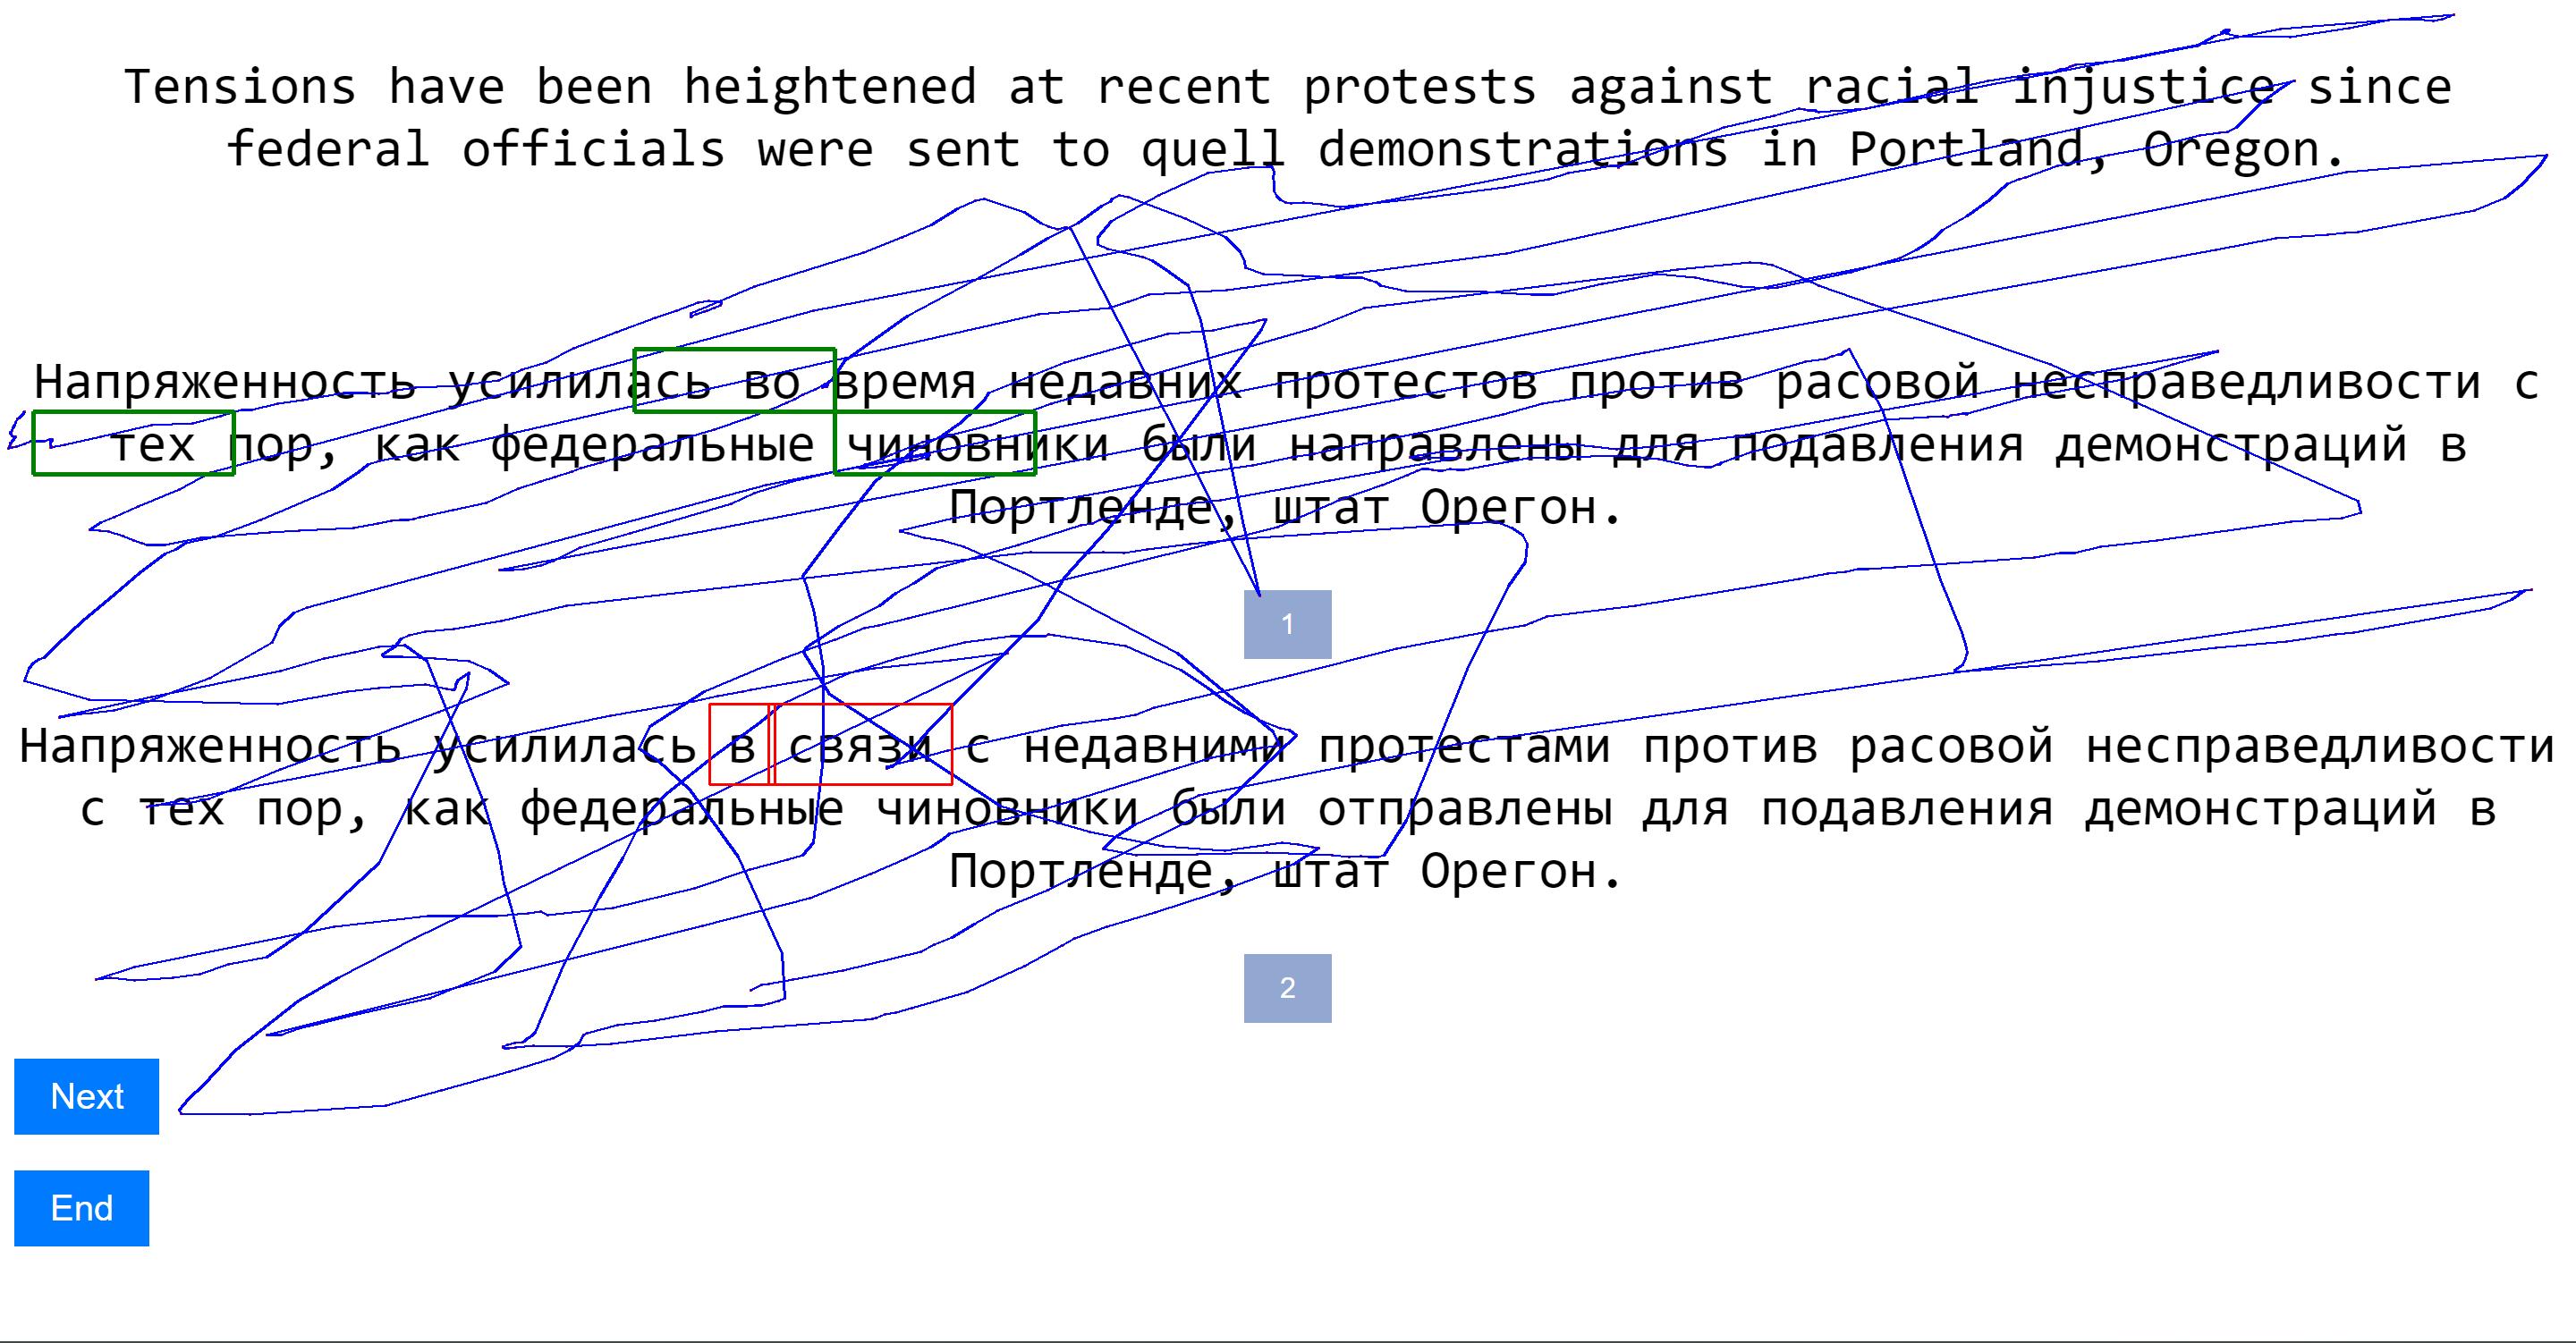 Tensions have been heightened at recent protests against racial injustice since
federal officials were sent to quell demonstrations in Portland, Oregon.
Напряженность усилилась во время недавних протестов против расовой несправедливости с
тех пор, как федеральные чиновники были направлены для подавления демонстраций в
Портленде, штат Орегон.
1
Напряженность усилилась в связи с недавними протестами против расовой несправедливости
с тех пор, как федеральные чиновники были отправлены для подавления демонстраций в
Портленде, штат Орегон.
2
Next
End